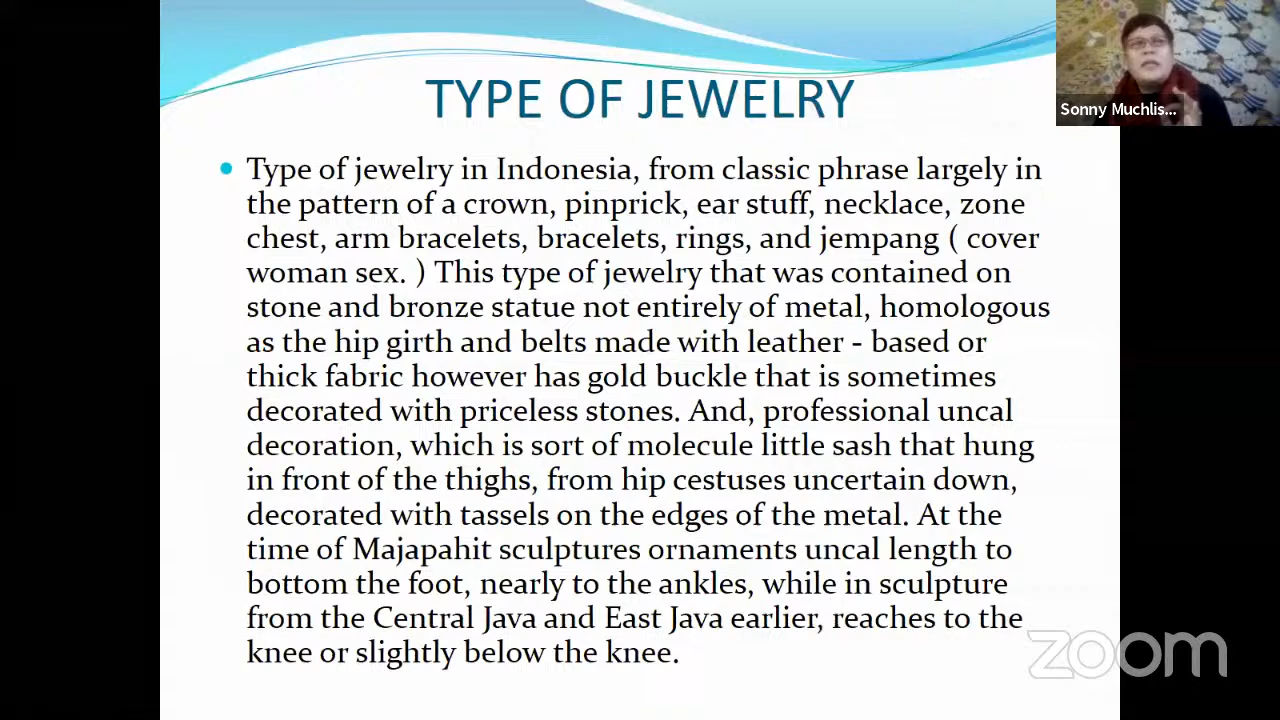 TYPE OF JEWELRY
Sonny Muchlis...
Type of jewelry in Indonesia, from classic phrase largely in
the pattern of a crown, pinprick, ear stuff, necklace, zone
chest, arm bracelets, bracelets, rings, and jempang ( cover
woman sex. ) This type of jewelry that was contained on
stone and bronze statue not entirely of metal, homologous
as the hip girth and belts made with leather - based or
thick fabric however has gold buckle that is sometimes
decorated with priceless stones. And, professional uncal
decoration, which is sort of molecule little sash that hung
in front of the thighs, from hip cestuses uncertain down,
decorated with tassels on the edges of the metal. At the
time of Majapahit sculptures ornaments uncal length to
bottom the foot, nearly to the ankles, while in sculpture
from the Central Java and East Java earlier, reaches to the
knee or slightly below the knee.
zoom